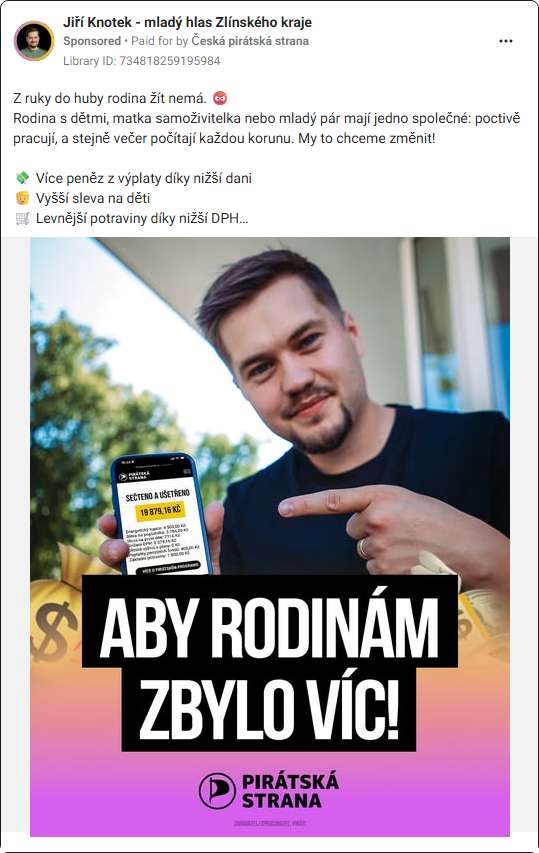 Jiří Knotek - mladý hlas Zlínského kraje
Sponsored • Paid for by Česká pirátská strana
Library ID: 734818259195984
Z ruky do huby rodina žít nemá. 😡
Rodina s dětmi, matka samoživitelka nebo mladý pár mají jedno společné: poctivě
pracují, a stejně večer počítají každou korunu. My to chceme změnit!
💸 Více peněz z výplaty díky nižší dani
👶 Vyšší sleva na děti
🛒 Levnější potraviny díky nižší DPH...
PIRÁTSKÁ
STRANA
SEČTENO A UŠETŘENO
19 879,16 KČ
VÍCE O PIRÁTSKÉM PROGRAMU
ABY RODINÁM
ZBYLO VÍC!
PIRÁTSKÁ
STRANA